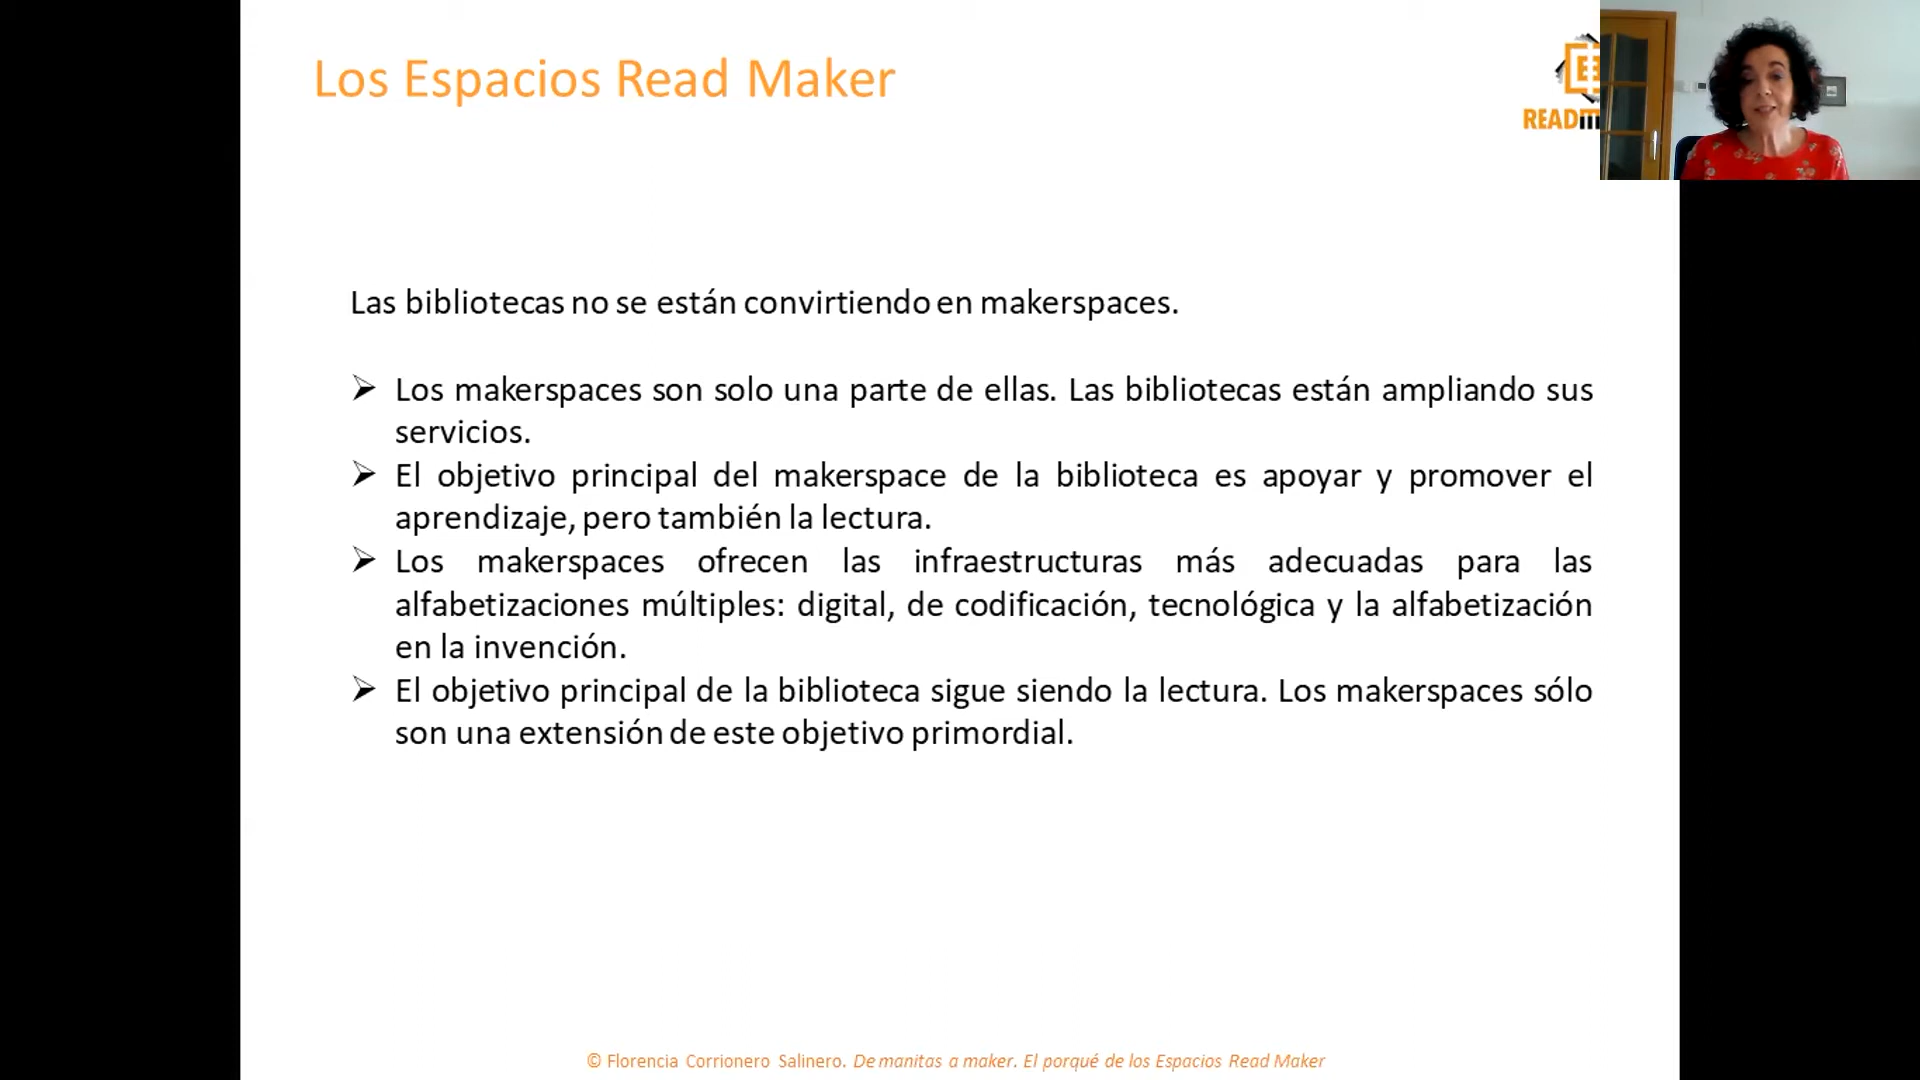 Los Espacios Read Maker
READ
Las bibliotecas no se están convirtiendo en makerspaces.
➢ Los makerspaces son solo una parte de ellas. Las bibliotecas están ampliando sus
servicios.
➢ El objetivo principal del makerspace de la biblioteca es apoyar y promover el
aprendizaje, pero también la lectura.
➢ Los makerspaces ofrecen las infraestructuras más adecuadas para las
alfabetizaciones múltiples: digital, de codificación, tecnológica y la alfabetización
en la invención.
➢ El objetivo principal de la biblioteca sigue siendo la lectura. Los makerspaces sólo
son una extensión de este objetivo primordial.
© Florencia Corrionero Salinero. De manitas a maker. El porqué de los Espacios Read Maker